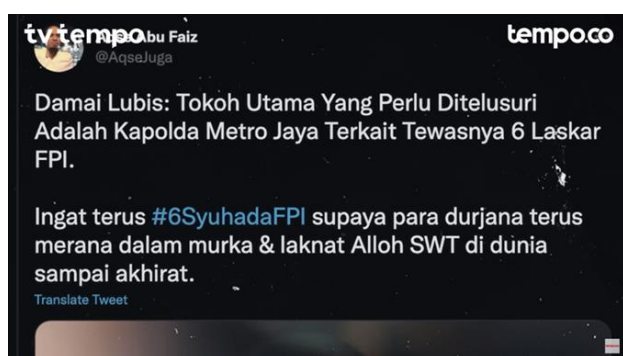 tvtempo
tempo.co
Aqse Abu Faiz
@AqseJuga
Damai Lubis: Tokoh Utama Yang Perlu Ditelusuri
Adalah Kapolda Metro Jaya Terkait Tewasnya 6 Laskar
FPI.
Ingat terus #6SyuhadaFPI supaya para durjana terus
merana dalam murka & laknat Alloh SWT di dunia
sampai akhirat.
Translate Tweet